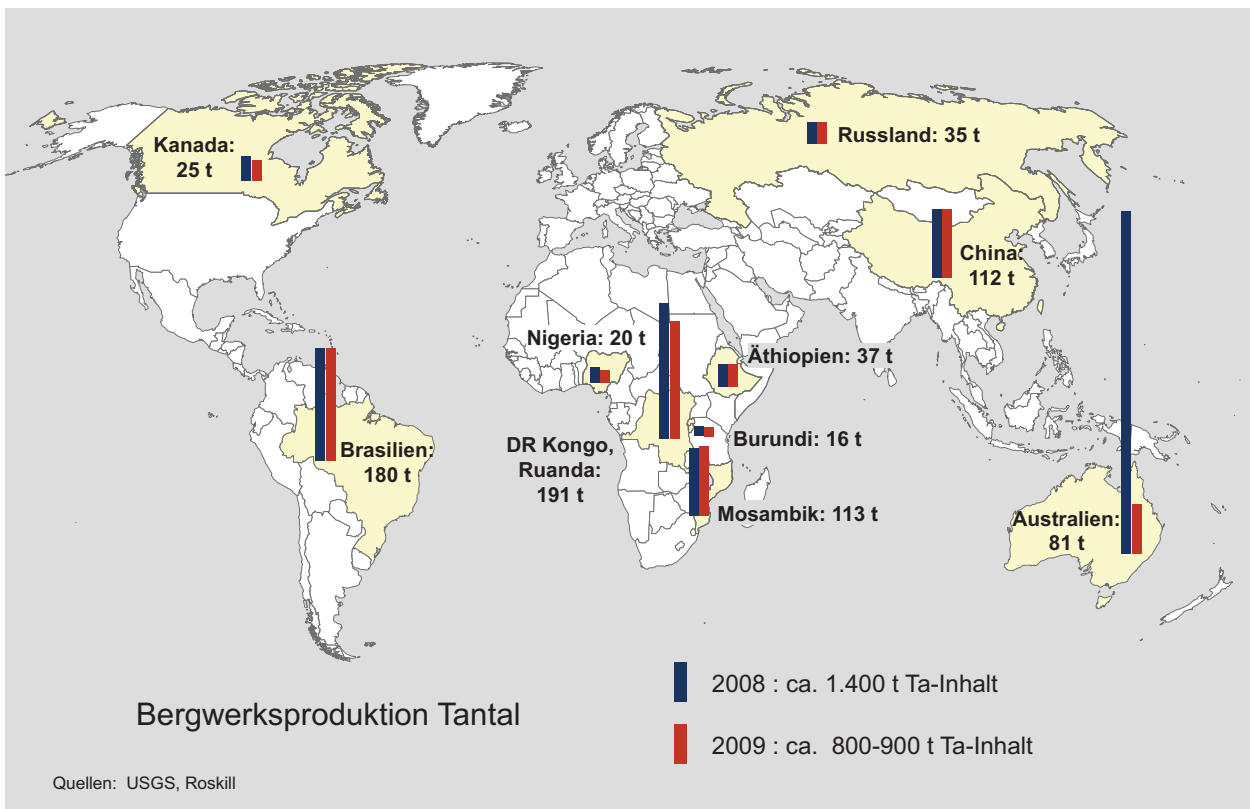 Kanada:
25 t
Russland: 35 t
China:
112 t
Nigeria: 20 t
Äthiopien: 37 t
Brasilien:
180 t
DR Kongo,
Ruanda:
191 t
Burundi: 16 t
Mosambik: 113 t
Australien:
81 t
Bergwerksproduktion Tantal
2008 : ca. 1.400 t Ta-Inhalt
2009 : ca. 800-900 t Ta-Inhalt
Quellen: USGS, Roskill